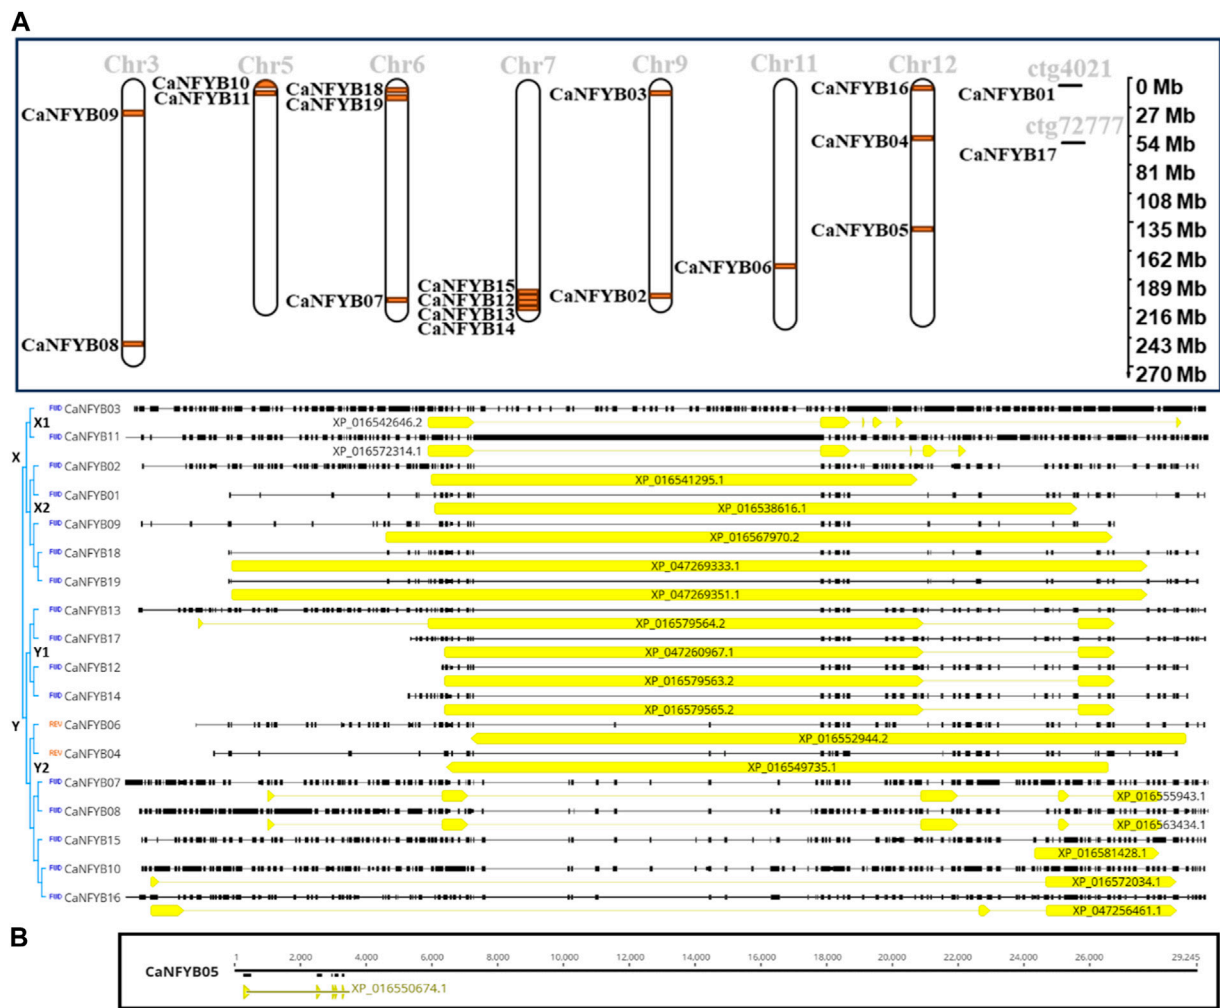 A
Chr3 Chr5 Chr6 Chr7 Chr9 Chr11 Chr12 ctg4021
CaNFYB10 CaNFYB18 CaNFYB03 CaNFYB16 CaNFYB01 0 Mb
CaNFYB11 CaNFYB19
CaNFYB09 27 Mb
ctg72777
CaNFYB04 CaNFYB17 54 Mb
81 Mb
108 Mb
CaNFYB05 135 Mb
CaNFYB06 162 Mb
CaNFYB15 189 Mb
CaNFYB07 CaNFYB12 CaNFYB02
CaNFYB13 216 Mb
CaNFYB14
CaNFYB08 243 Mb
270 Mb
FWD CaNFYB03
X1 XP_016542646.2
FWD CaNFYB11
X XP_016572314.1
FWD CaNFYB02
XP_016541295.1
FWD CaNFYB01
X2 XP_016538616.1
FWD CaNFYB09
XP_016567970.2
FWD CaNFYB18
XP_047269333.1
FWD CaNFYB19
XP_047269351.1
FWD CaNFYB13
XP_016579564.2
FWD CaNFYB17
Y1 XP_047260967.1
FWD CaNFYB12
XP_016579563.2
FWD CaNFYB14
XP_016579565.2
Y REV CaNFYB06
XP_016552944.2
REV CaNFYB04
Y2 XP_016549735.1
FWD CaNFYB07
XP_016555943.1
FWD CaNFYB08
XP_016563434.1
FWD CaNFYB15
XP_016581428.1
FWD CaNFYB10
XP_016572034.1
FWD CaNFYB16
XP_047256461.1
B
1 2,000 4,000 6,000 8,000 10,000 12,000 14,000 16,000 18,000 20,000 22,000 24,000 26,000 29,245
CaNFYB05
XP_016550674.1